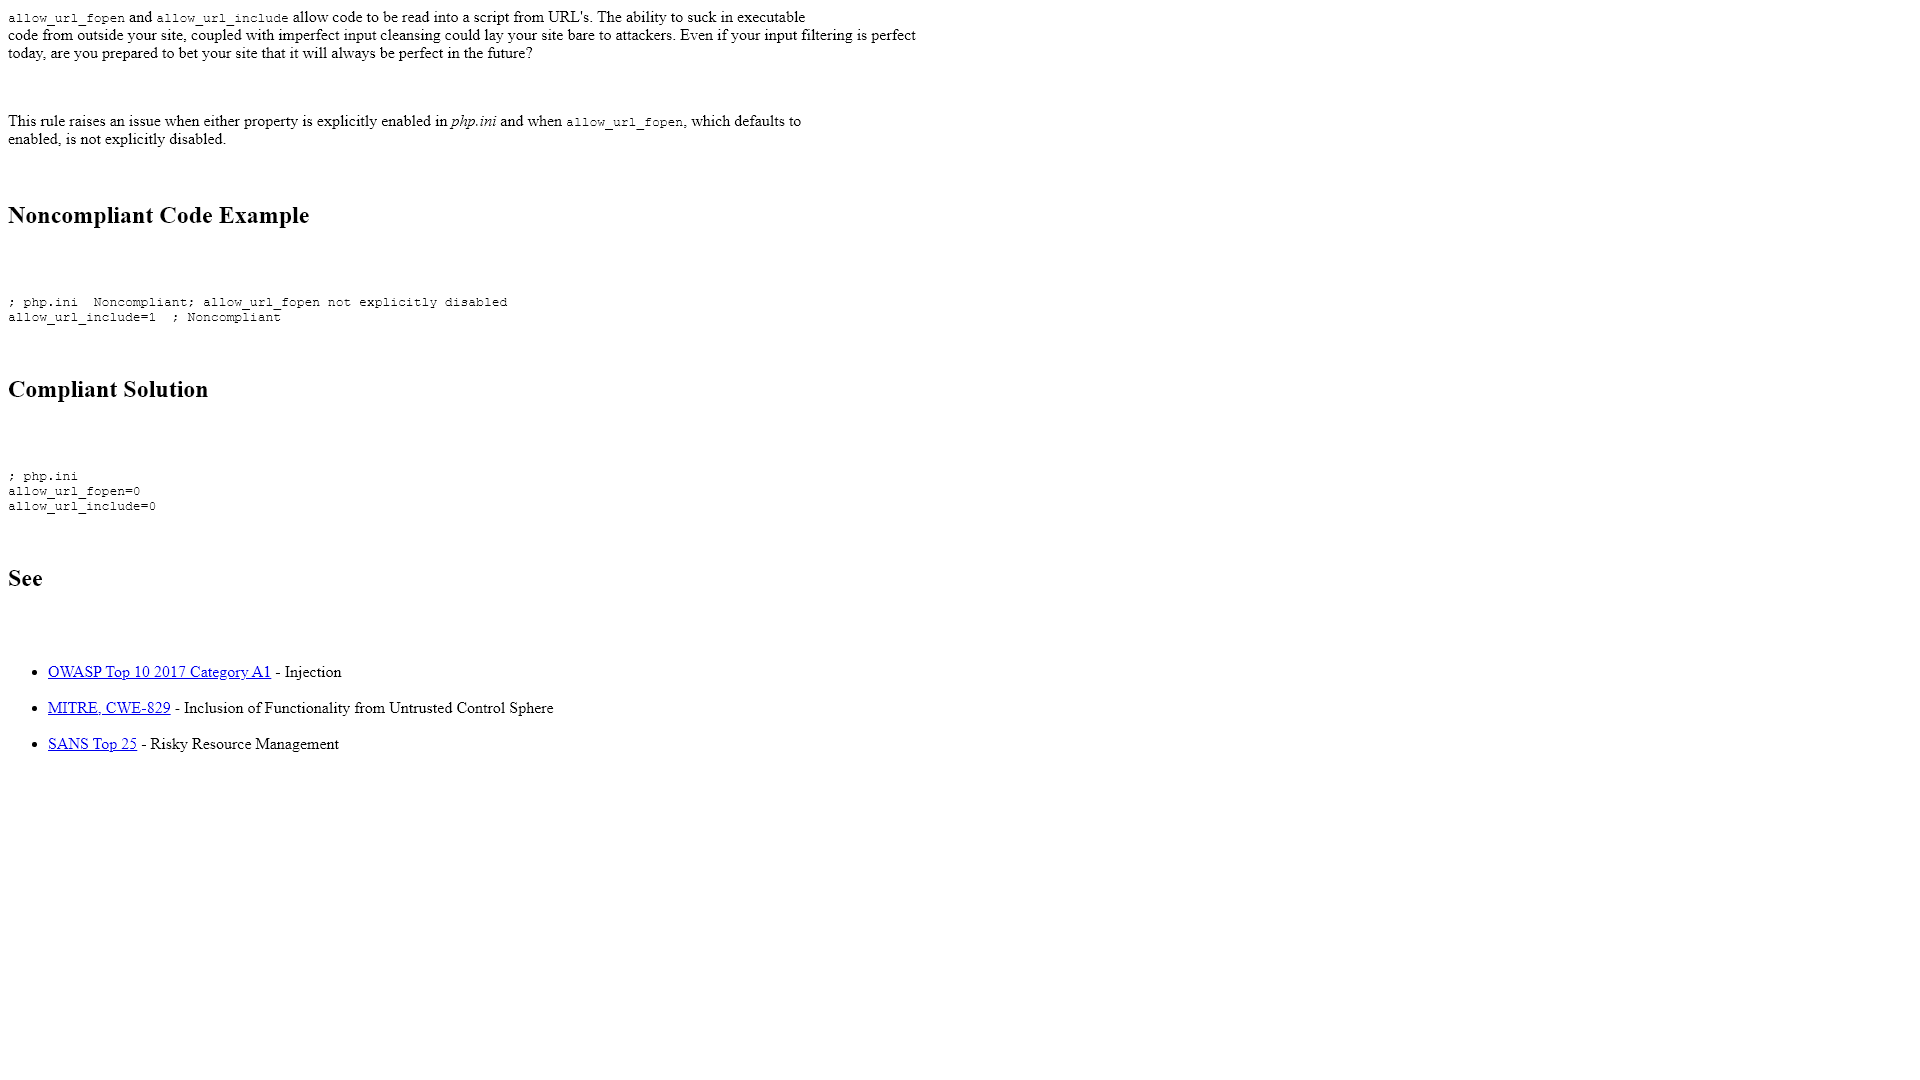 allow_url_fopen and allow_url_include allow code to be read into a script from URL's. The ability to suck in executable
code from outside your site, coupled with imperfect input cleansing could lay your site bare to attackers. Even if your input filtering is perfect
today, are you prepared to bet your site that it will always be perfect in the future?
This rule raises an issue when either property is explicitly enabled in php.ini and when allow_url_fopen, which defaults to
enabled, is not explicitly disabled.
Noncompliant Code Example
; php.ini  Noncompliant; allow_url_fopen not explicitly disabled
allow_url_include=1  ; Noncompliant
Compliant Solution
; php.ini
allow_url_fopen=0
allow_url_include=0
See
• OWASP Top 10 2017 Category A1 - Injection
• MITRE, CWE-829 - Inclusion of Functionality from Untrusted Control Sphere
• SANS Top 25 - Risky Resource Management